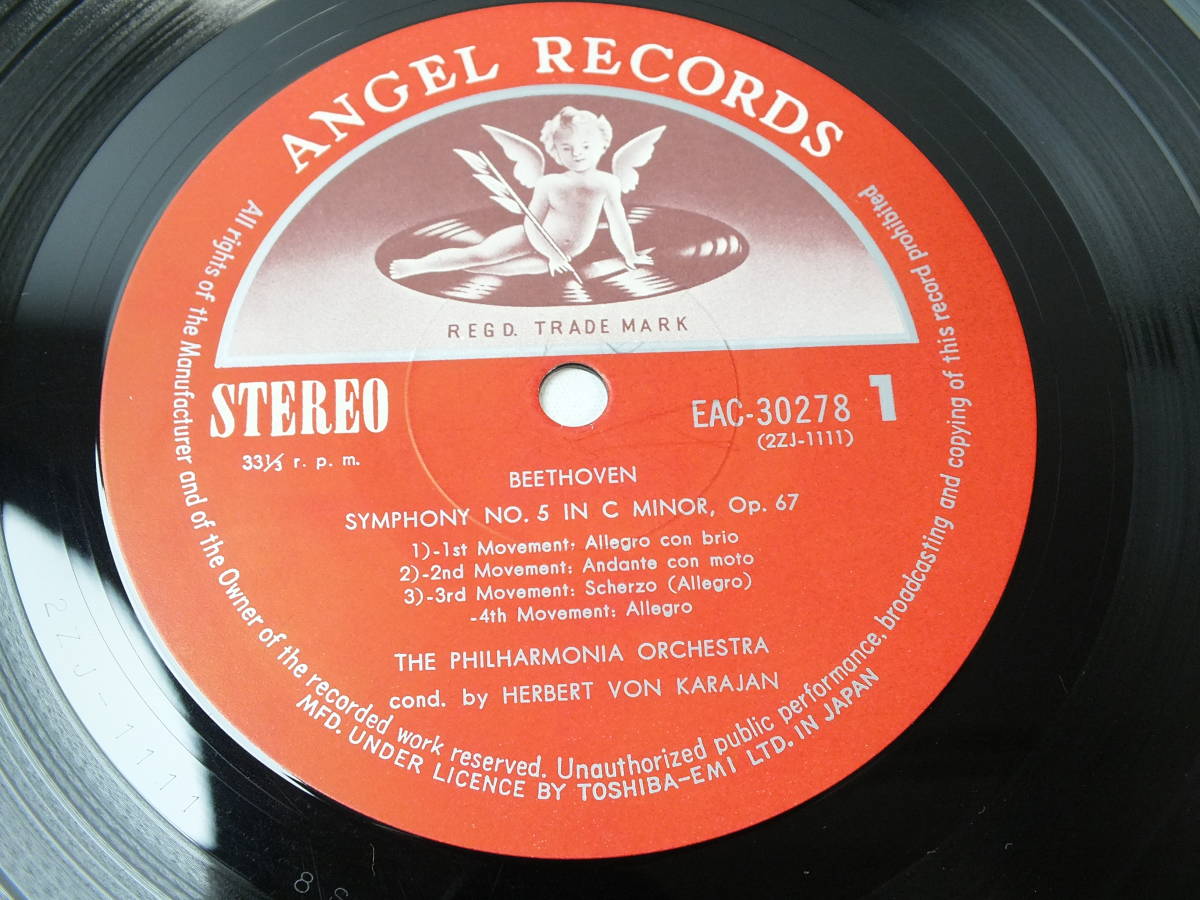 ANGEL RECORDS
REGD. TRADE MARK
STEREO
33⅓ r. p. m.
EAC-30278 1
(2ZJ-1111)
BEETHOVEN
SYMPHONY NO. 5 IN C MINOR, Op. 67
1)-1st Movement: Allegro con brio
2)-2nd Movement: Andante con moto
3)-3rd Movement: Scherzo (Allegro)
-4th Movement: Allegro
THE PHILHARMONIA ORCHESTRA
cond. by HERBERT VON KARAJAN
All rights of the Manufacturer and of the Owner of the recorded work reserved. Unauthorized public performance, broadcasting and copying of this record prohibited
MFD. UNDER LICENCE BY TOSHIBA-EMI LTD. IN JAPAN
2ZJ-1111